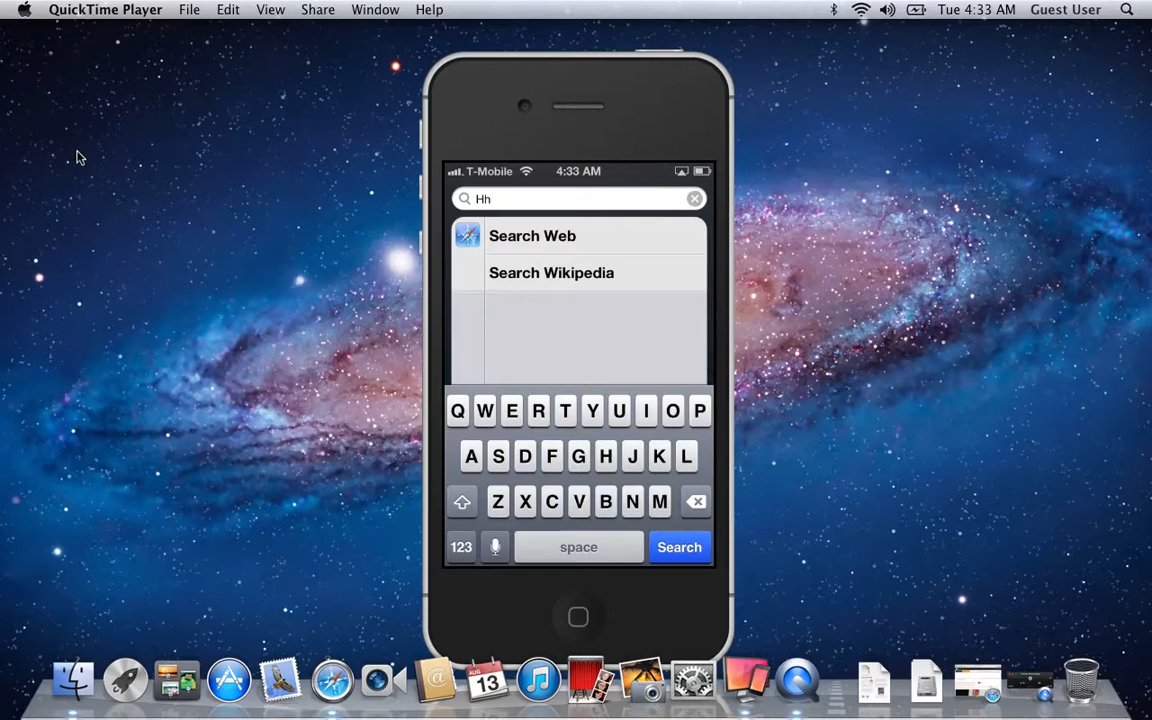 QuickTime Player File Edit View Share Window Help Tue 4:33 AM Guest User
T-Mobile 4:33 AM
Hh
Search Web
Search Wikipedia
Q W E R T Y U I O P
A S D F G H J K L
Z X C V B N M
123 space Search
AUG
13